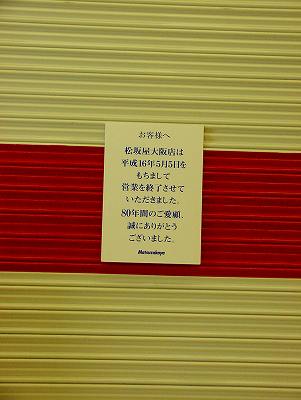 お客様へ
松坂屋大阪店は
平成16年5月5日を
もちまして
営業を終了させて
いただきました。
80年間のご愛顧、
誠にありがとう
ございました。
Matsuzakaya